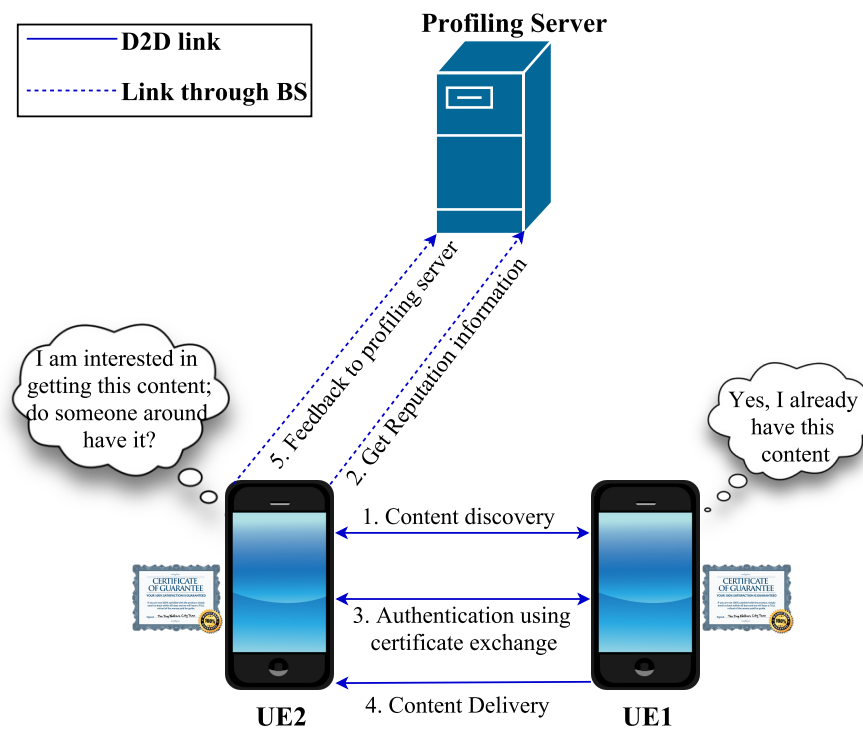 Profiling Server
D2D link
Link through BS
5. Feedback to profiling server
2. Get Reputation information
I am interested in
getting this content;
do someone around
have it?
Yes, I already
have this
content
1. Content discovery
CERTIFICATE
OF GUARANTEE
CERTIFICATE
OF GUARANTEE
3. Authentication using
certificate exchange
4. Content Delivery
UE2
UE1